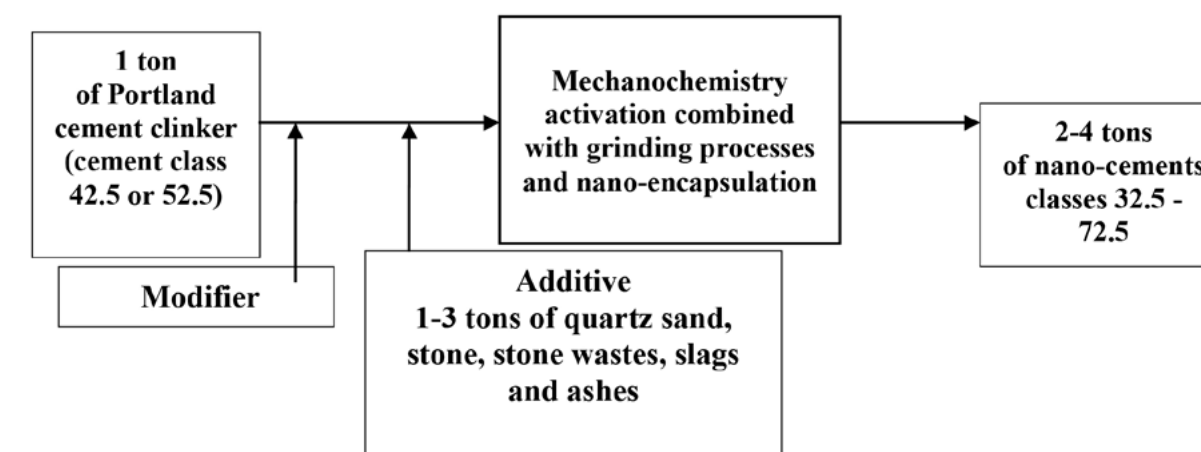 1 ton
of Portland
cement clinker
(cement class
42.5 or 52.5)
Modifier
Additive
1-3 tons of quartz sand,
stone, stone wastes, slags
and ashes
Mechanochemistry
activation combined
with grinding processes
and nano-encapsulation
2-4 tons
of nano-cements
classes 32.5 -
72.5